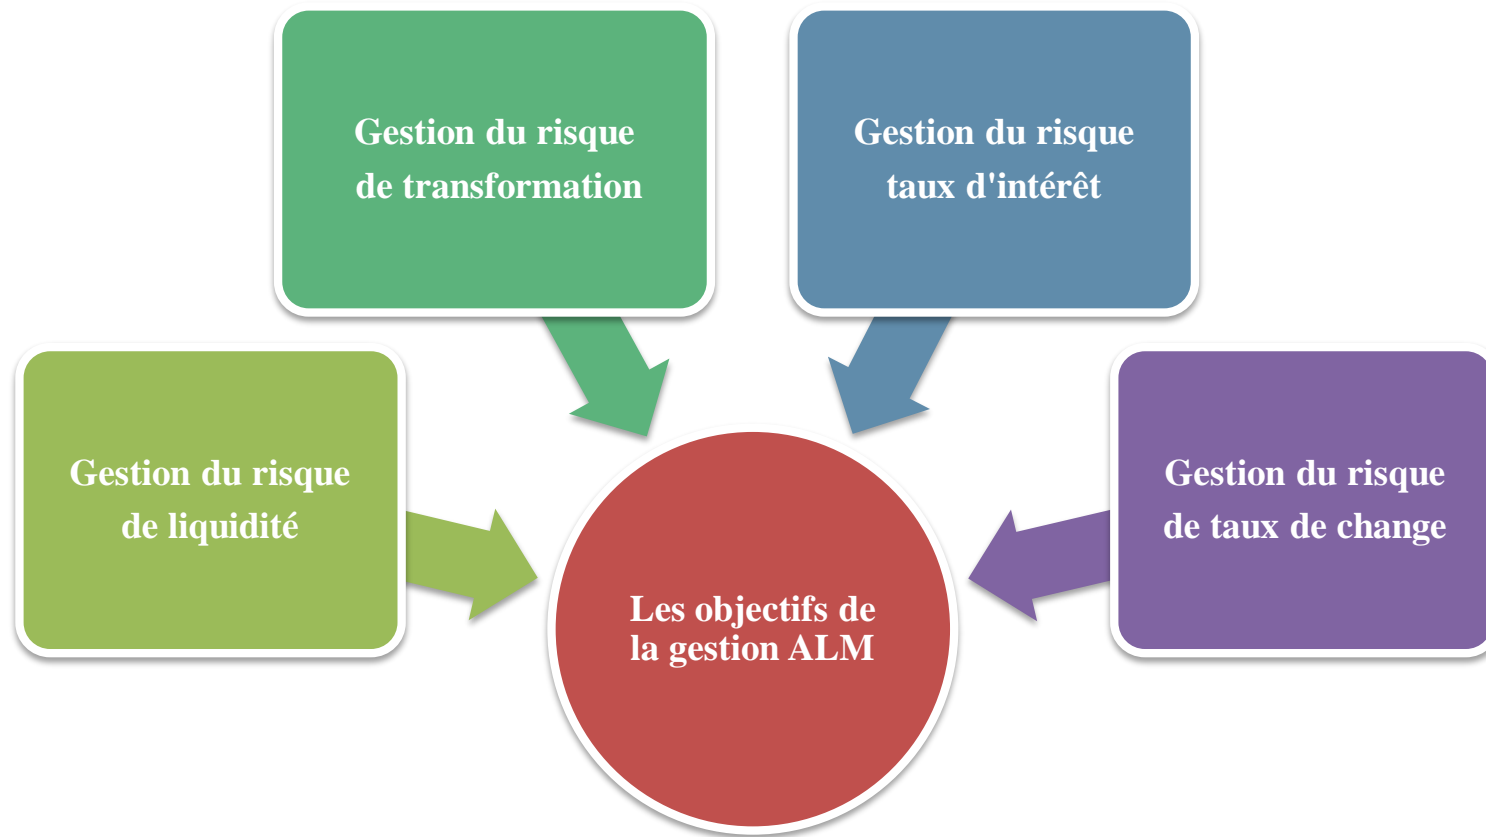 Gestion du risque
de transformation
Gestion du risque
taux d'intérêt
Gestion du risque
de liquidité
Gestion du risque
de taux de change
Les objectifs de
la gestion ALM